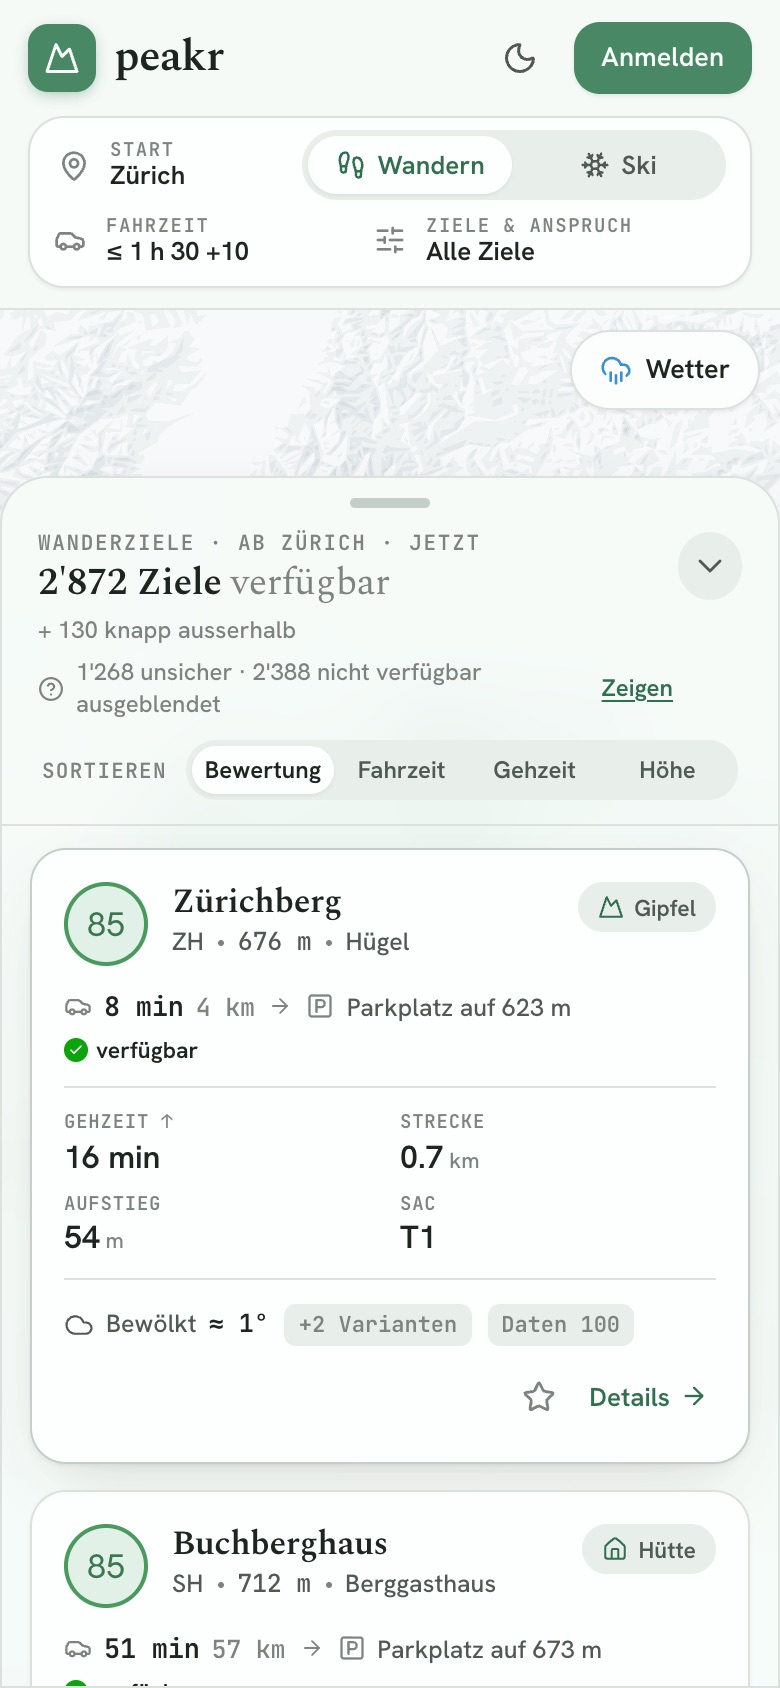 peakr
Anmelden
START
Zürich
Wandern
Ski
FAHRZEIT
≤ 1 h 30 +10
ZIELE & ANSPRUCH
Alle Ziele
Wetter
WANDERZIELE · AB ZÜRICH · JETZT
2'872 Ziele verfügbar
+ 130 knapp ausserhalb
1'268 unsicher · 2'388 nicht verfügbar
ausgeblendet
Zeigen
SORTIEREN
Bewertung
Fahrzeit
Gehzeit
Höhe
85
Zürichberg
ZH • 676 m • Hügel
Gipfel
8 min 4 km → P Parkplatz auf 623 m
verfügbar
GEHZEIT ↑
16 min
STRECKE
0.7 km
AUFSTIEG
54 m
SAC
T1
Bewölkt ≈ 1°
+2 Varianten
Daten 100
Details →
85
Buchberghaus
SH • 712 m • Berggasthaus
Hütte
51 min 57 km → P Parkplatz auf 673 m